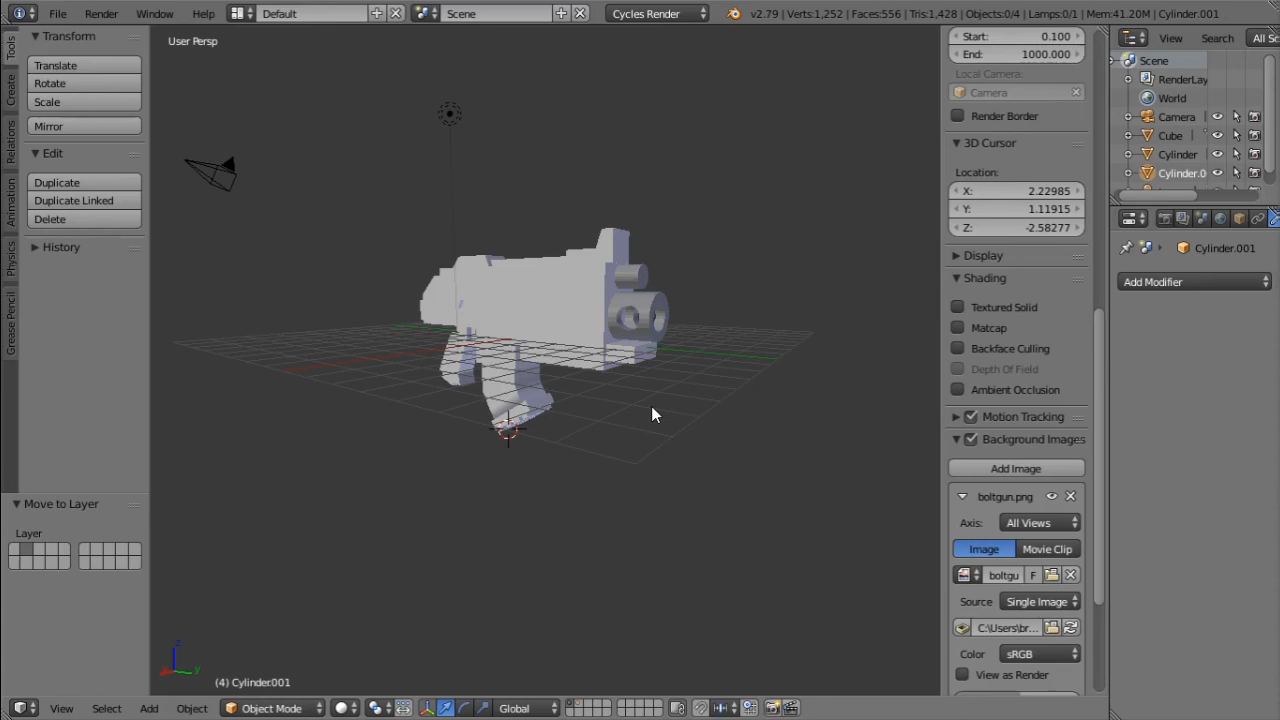 File Render Window Help Default Scene Cycles Render v2.79 | Verts:1,252 | Faces:556 | Tris:1,428 | Objects:0/4 | Lamps:0/1 | Mem:41.20M | Cylinder.001
Tools
Create
Relations
Animation
Physics
Grease Pencil
Transform
Translate
Rotate
Scale
Mirror
Edit
Duplicate
Duplicate Linked
Delete
History
Move to Layer
Layer
User Persp
z
y
(4) Cylinder.001
View Select Add Object Object Mode Global
Start: 0.100
End: 1000.000
Local Camera:
Camera
Render Border
3D Cursor
Location:
X: 2.22985
Y: 1.11915
Z: -2.58277
Display
Shading
Textured Solid
Matcap
Backface Culling
Depth Of Field
Ambient Occlusion
Motion Tracking
Background Images
Add Image
boltgun.png
Axis: All Views
Image Movie Clip
boltgu F
Source Single Image
C:\Users\br...
Color sRGB
View as Render
View Search All Sc
Scene
RenderLay
World
Camera
Cube
Cylinder
Cylinder.0
Cylinder.001
Add Modifier